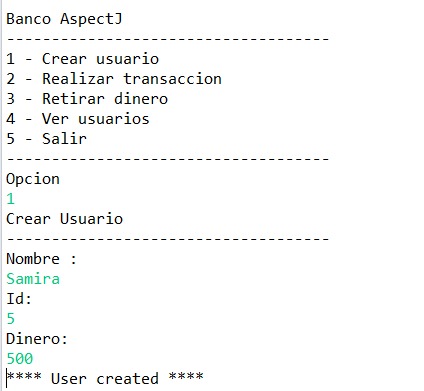 Banco AspectJ
------------------------------------
1 - Crear usuario
2 - Realizar transaccion
3 - Retirar dinero
4 - Ver usuarios
5 - Salir
------------------------------------
Opcion
1
Crear Usuario
------------------------------------
Nombre :
Samira
Id:
5
Dinero:
500
**** User created ****